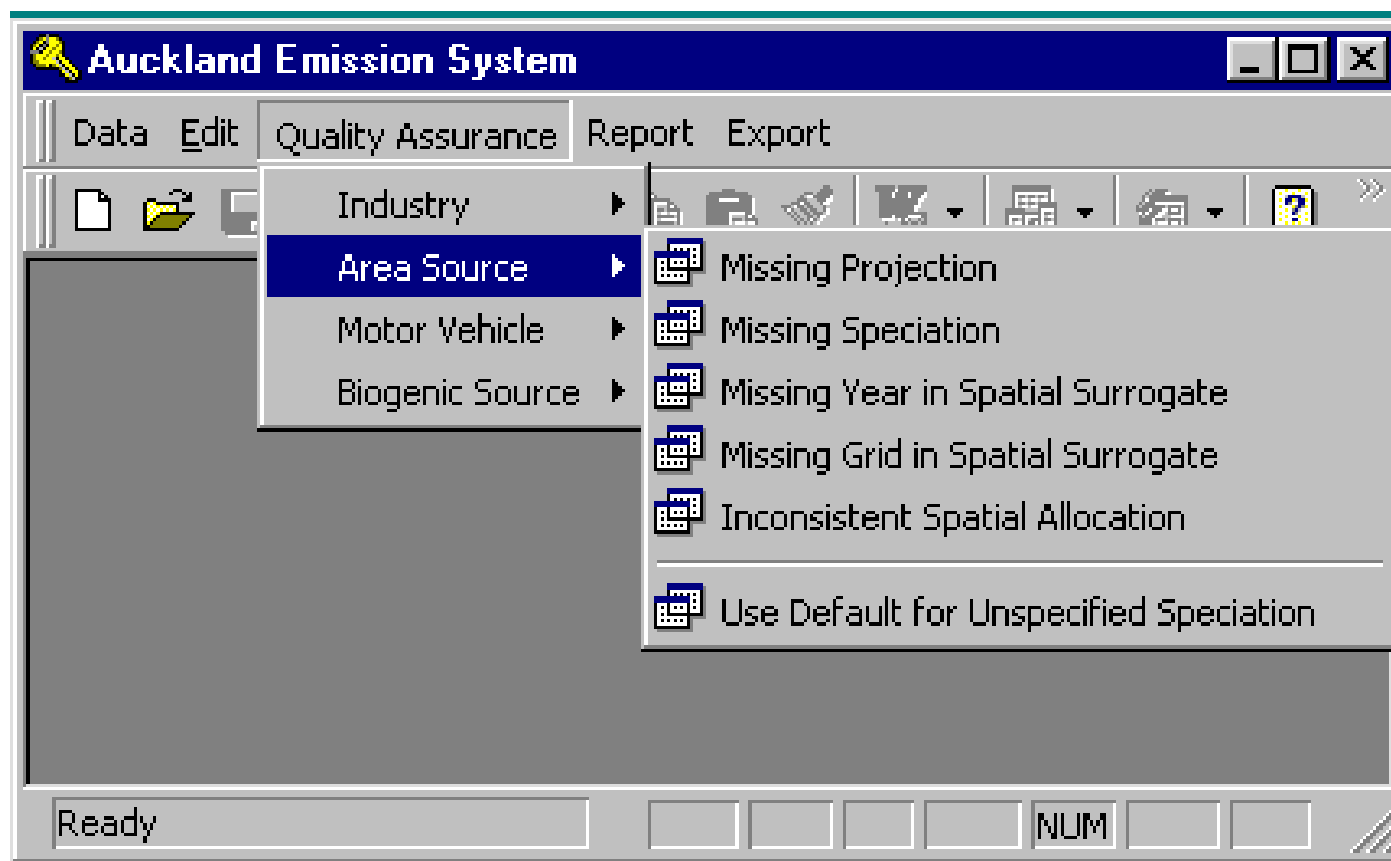 Auckland Emission System
Data Edit Quality Assurance Report Export
Industry
Area Source
Motor Vehicle
Biogenic Source
Missing Projection
Missing Speciation
Missing Year in Spatial Surrogate
Missing Grid in Spatial Surrogate
Inconsistent Spatial Allocation
Use Default for Unspecified Speciation
Ready
NUM